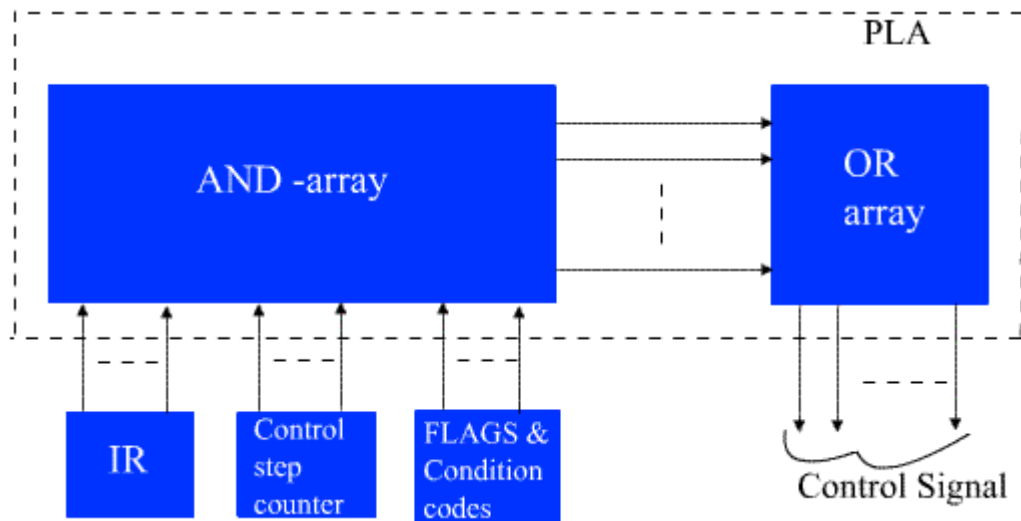 PLA
AND -array
OR
array
IR
Control
step
counter
FLAGS &
Condition
codes
Control Signal